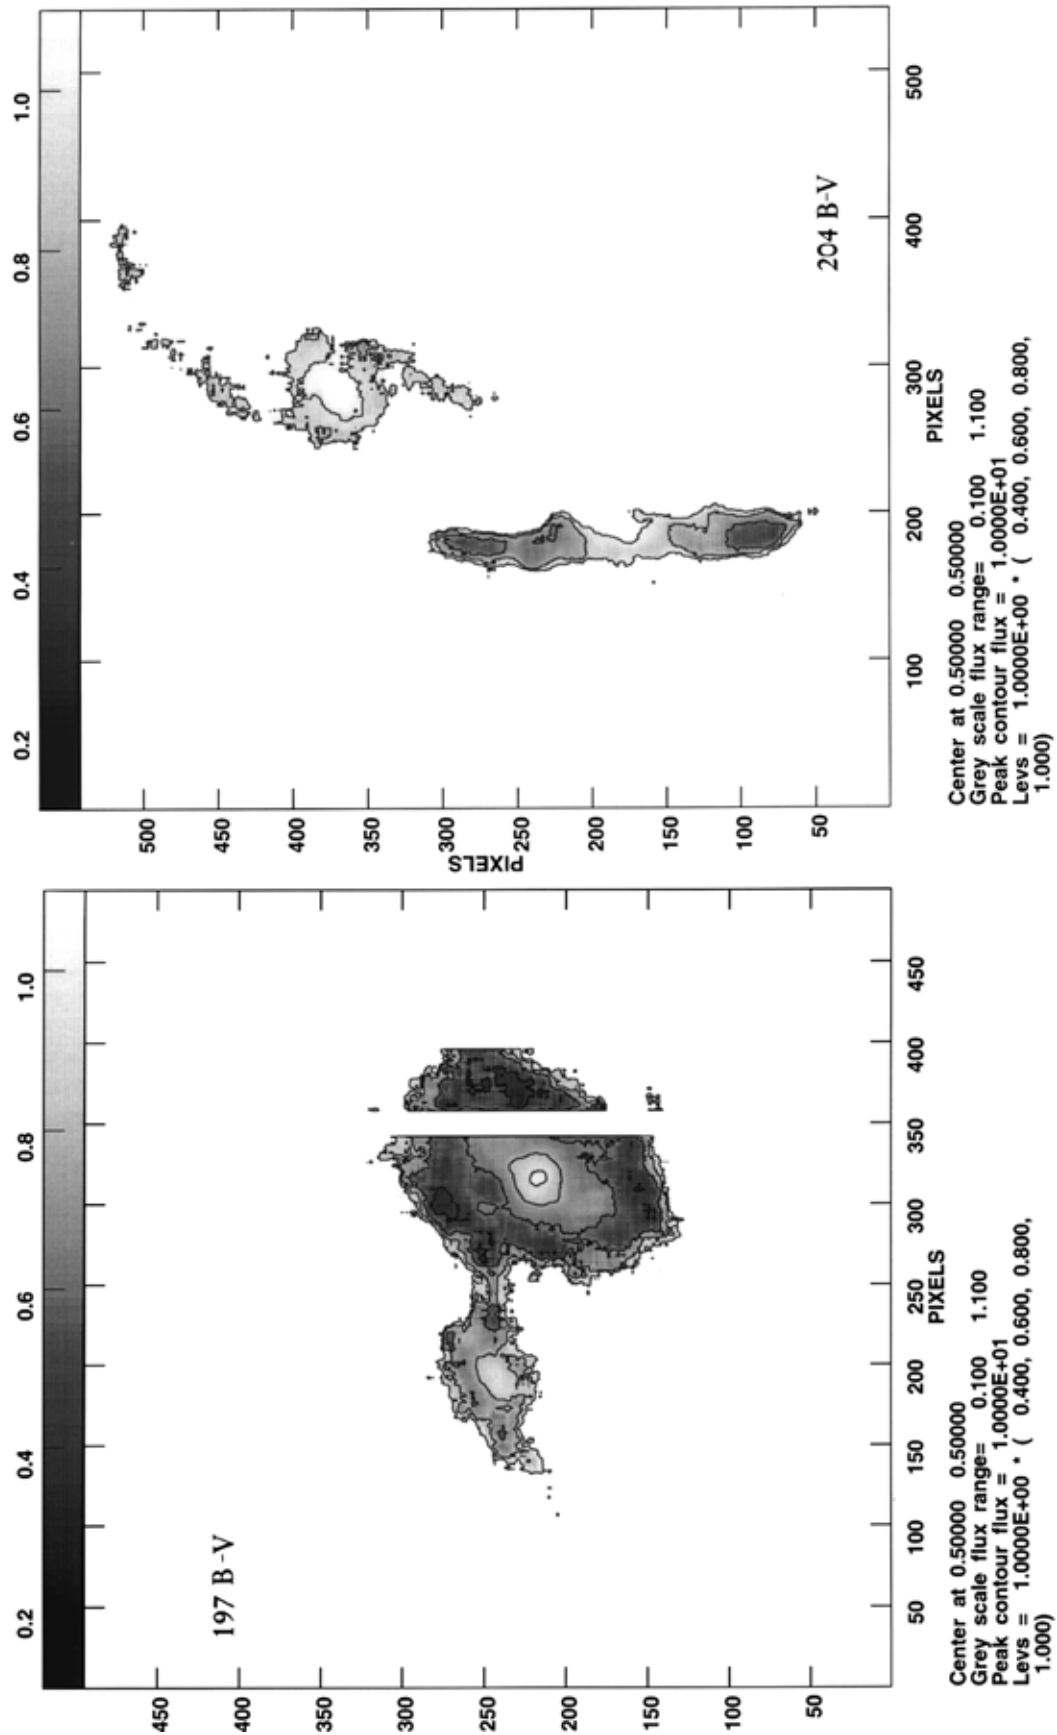 0.2 0.4 0.6 0.8 1.0
204 B-V
500
450
400
350
300
250
200
150
100
50
PIXELS
100 200 300 400 500
PIXELS
Center at 0.50000 0.50000
Grey scale flux range= 0.100 1.100
Peak contour flux = 1.0000E+01
Levs = 1.0000E+00 * ( 0.400, 0.600, 0.800,
1.000)
0.2 0.4 0.6 0.8 1.0
197 B-V
450
400
350
300
250
200
150
100
50
50 100 150 200 250 300 350 400 450
PIXELS
Center at 0.50000 0.50000
Grey scale flux range= 0.100 1.100
Peak contour flux = 1.0000E+01
Levs = 1.0000E+00 * ( 0.400, 0.600, 0.800,
1.000)